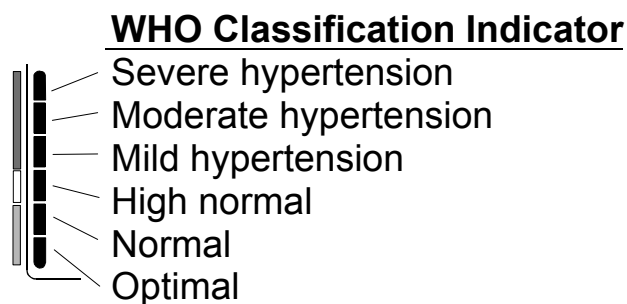 WHO Classification Indicator
Severe hypertension
Moderate hypertension
Mild hypertension
High normal
Normal
Optimal